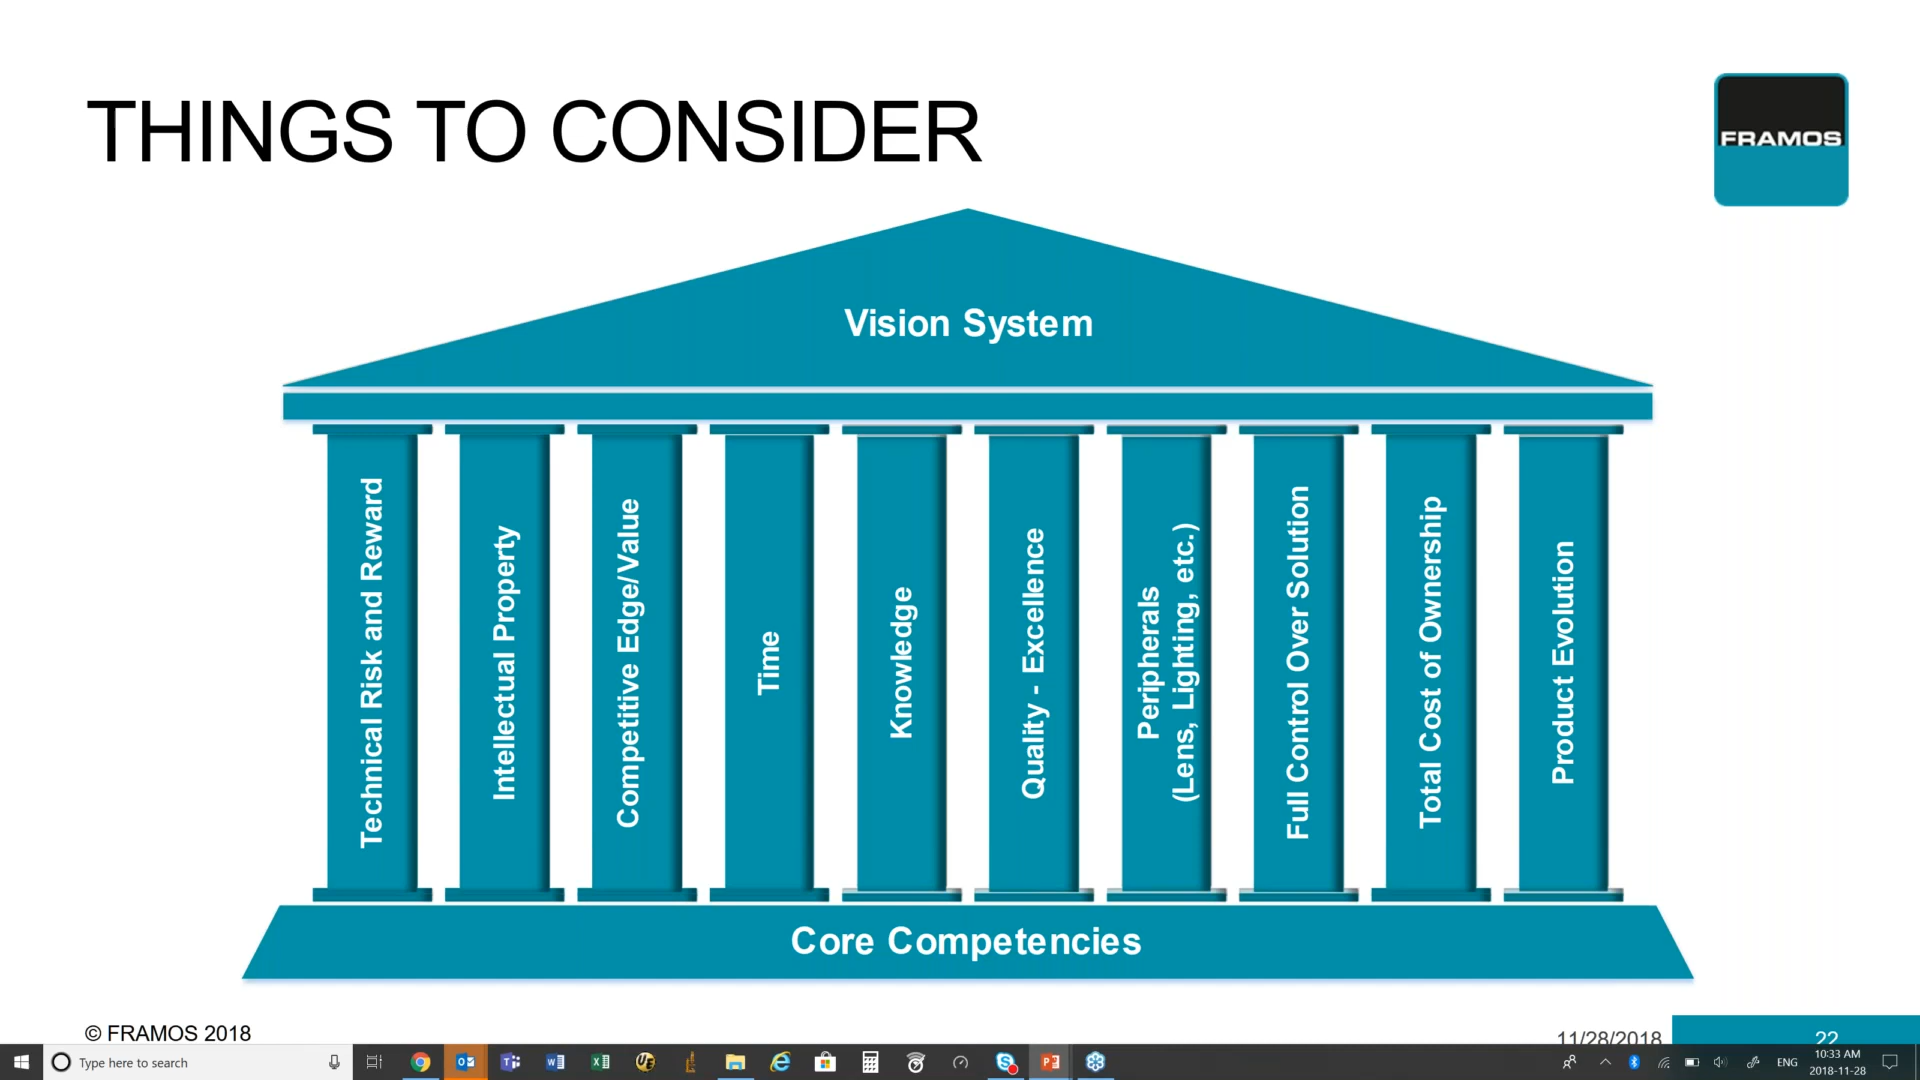 THINGS TO CONSIDER
FRAMOS
Vision System
Technical Risk and Reward
Intellectual Property
Competitive Edge/Value
Time
Knowledge
Quality - Excellence
Peripherals
(Lens, Lighting, etc.)
Full Control Over Solution
Total Cost of Ownership
Product Evolution
Core Competencies
© FRAMOS 2018
11/28/2018
22
Type here to search
ENG
10:33 AM
2018-11-28